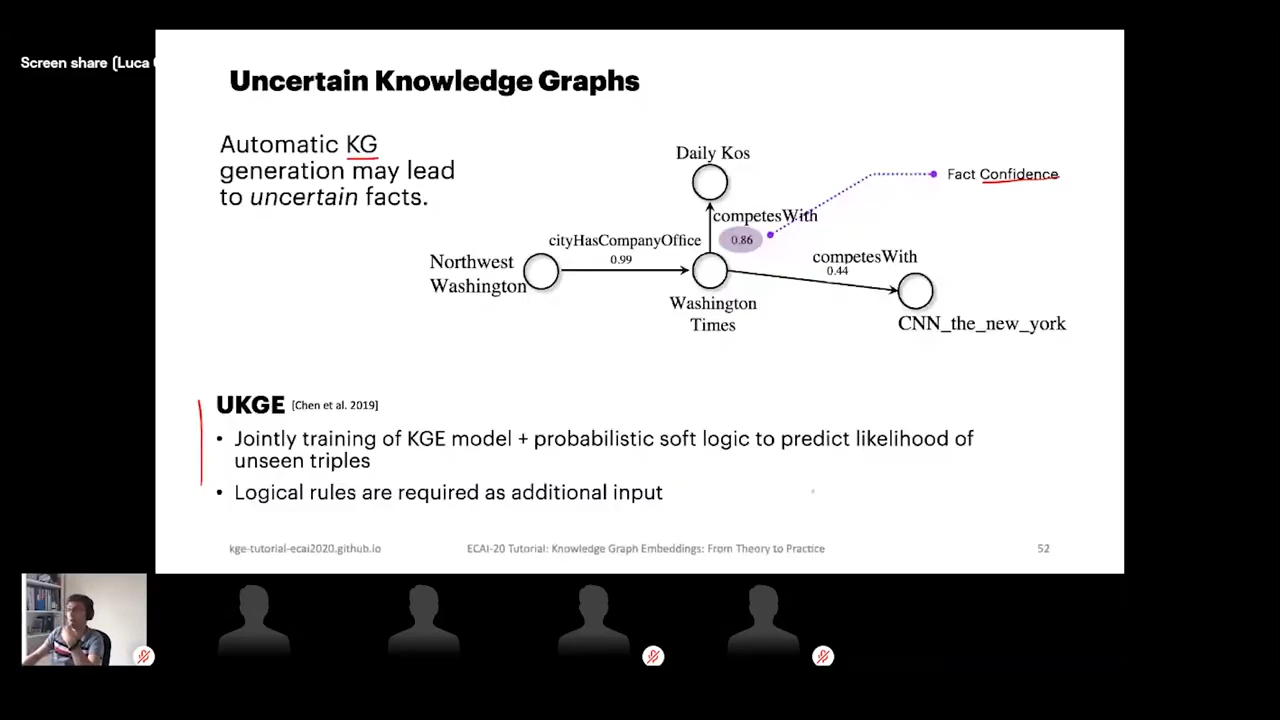 Screen share (Luca
Uncertain Knowledge Graphs
Automatic KG
generation may lead
to uncertain facts.
Daily Kos
Fact Confidence
competesWith
0.86
cityHasCompanyOffice
0.99
competesWith
0.44
Northwest
Washington
Washington
Times
CNN_the_new_york
UKGE [Chen et al. 2019]
• Jointly training of KGE model + probabilistic soft logic to predict likelihood of
unseen triples
• Logical rules are required as additional input
kge-tutorial-ecai2020.github.io
ECAI-20 Tutorial: Knowledge Graph Embeddings: From Theory to Practice
52